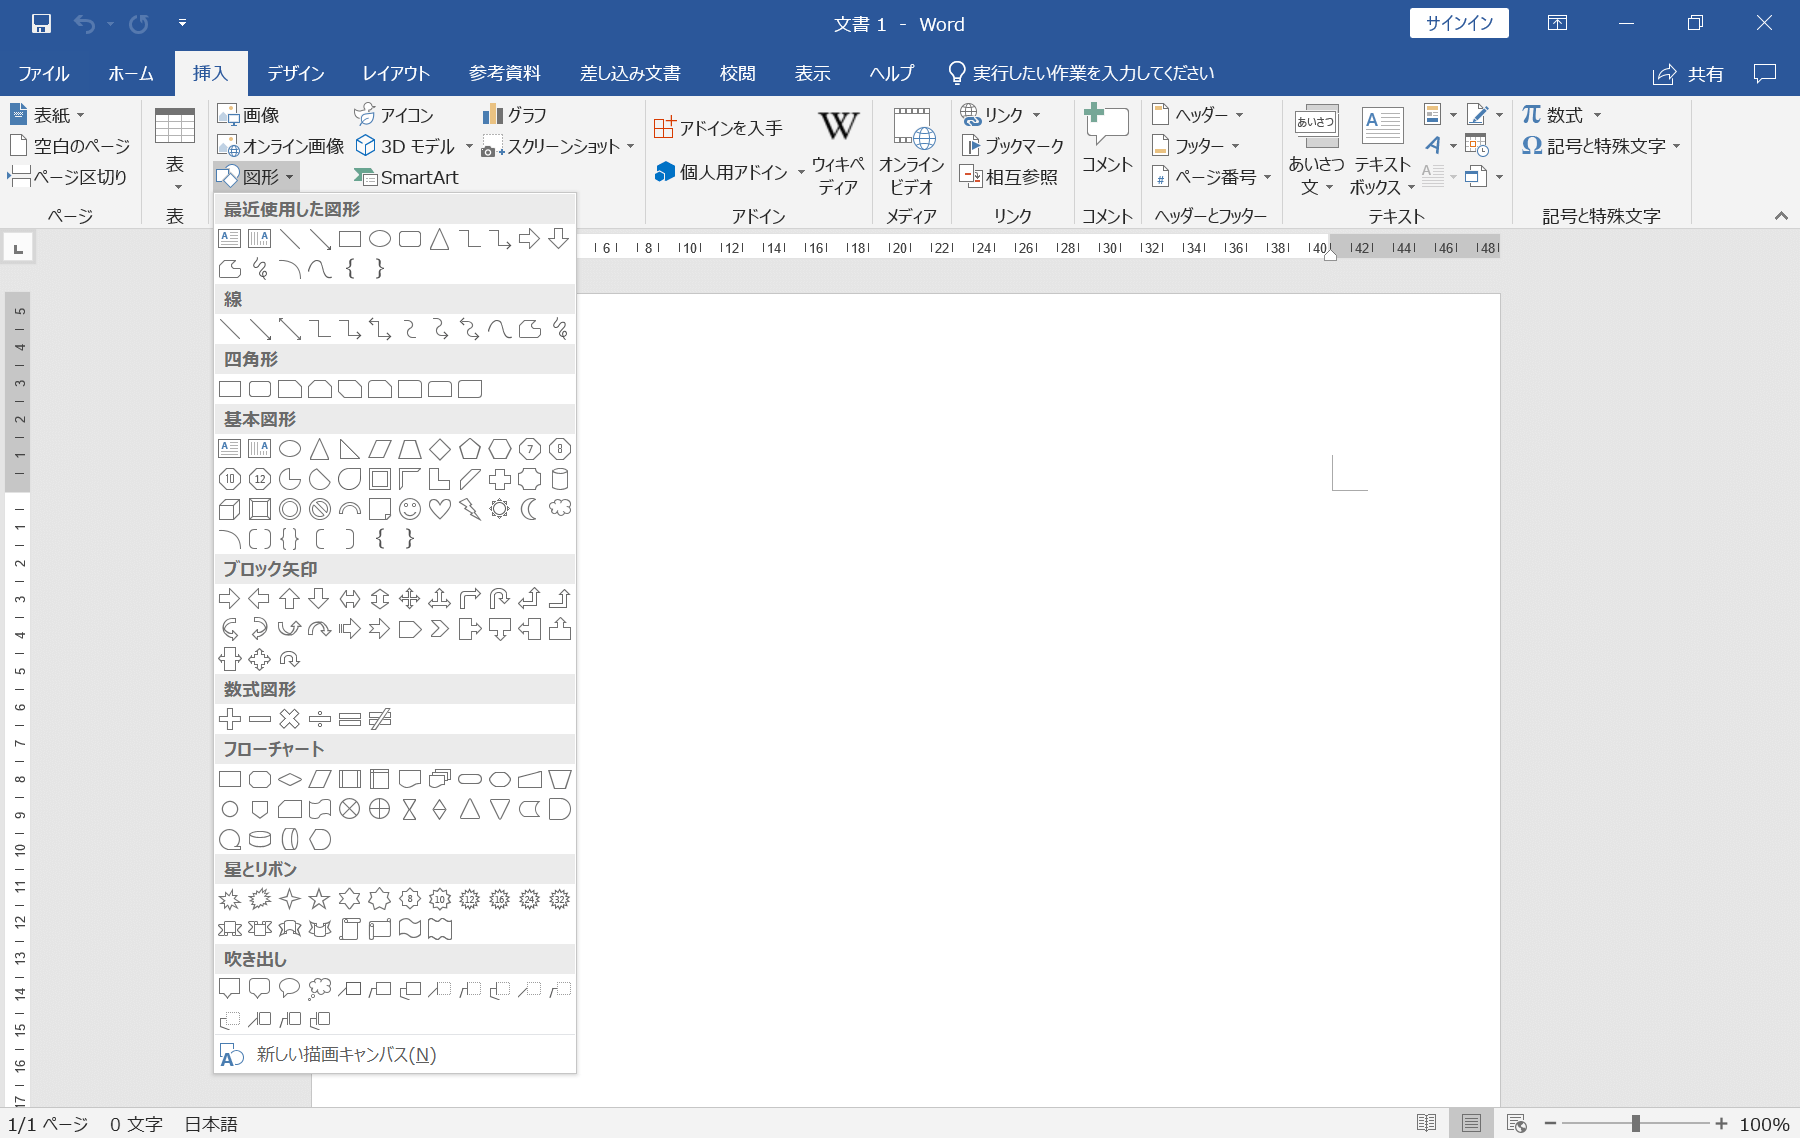 文書 1 - Word
サインイン
ファイル ホーム 挿入 デザイン レイアウト 参考資料 差し込み文書 校閲 表示 ヘルプ 実行したい作業を入力してください 共有
表紙
空白のページ
ページ区切り
ページ
表
表
画像
オンライン画像
図形
アイコン
3D モデル
SmartArt
グラフ
スクリーンショット
アドインを入手
個人用アドイン
W
ウィキペ
ディア
アドイン
オンライン
ビデオ
メディア
リンク
ブックマーク
相互参照
リンク
コメント
コメント
ヘッダー
フッター
ページ番号
#
ヘッダーとフッター
あいさつ
あいさつ
文
A
テキスト
ボックス
テキスト
π 数式
Ω 記号と特殊文字
記号と特殊文字
最近使用した図形
線
四角形
基本図形
7 8
10 12
ブロック矢印
数式図形
フローチャート
星とリボン
8 10 12 16 24 32
吹き出し
新しい描画キャンバス(N)
6 8 10 12 14 16 18 20 22 24 26 28 30 32 34 36 38 40 42 44 46 48
5 4 3 2 1 1 2 3 4 5 6 7 8 9 10 11 12 13 14 15 16 17
1/1 ページ 0 文字 日本語
100%